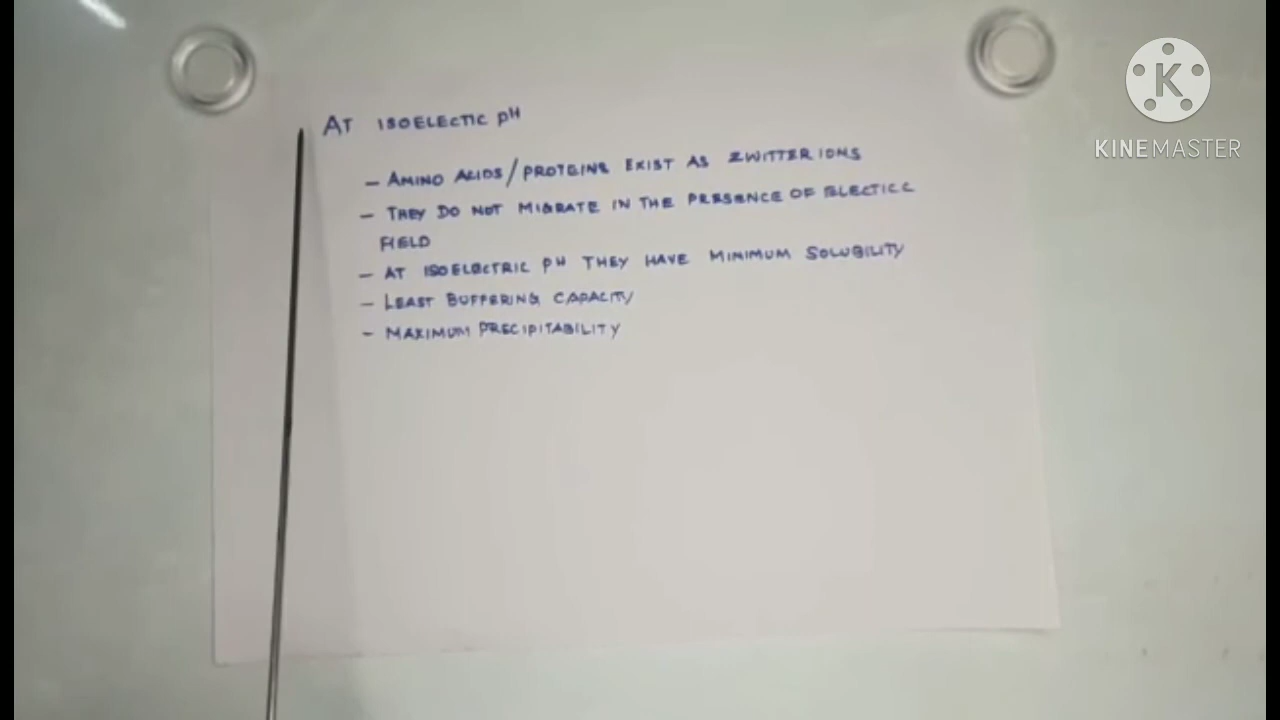 AT ISOELECTIC pH
- AMINO ACIDS/PROTEINS EXIST AS ZWITTER IONS
- THEY DO NOT MIGRATE IN THE PRESENCE OF ELECTICC
FIELD
- AT ISOELECTRIC PH THEY HAVE MINIMUM SOLUBILITY
- LEAST BUFFERING CAPACITY
- MAXIMUM PRECIPITABILITY
K
KINEMASTER